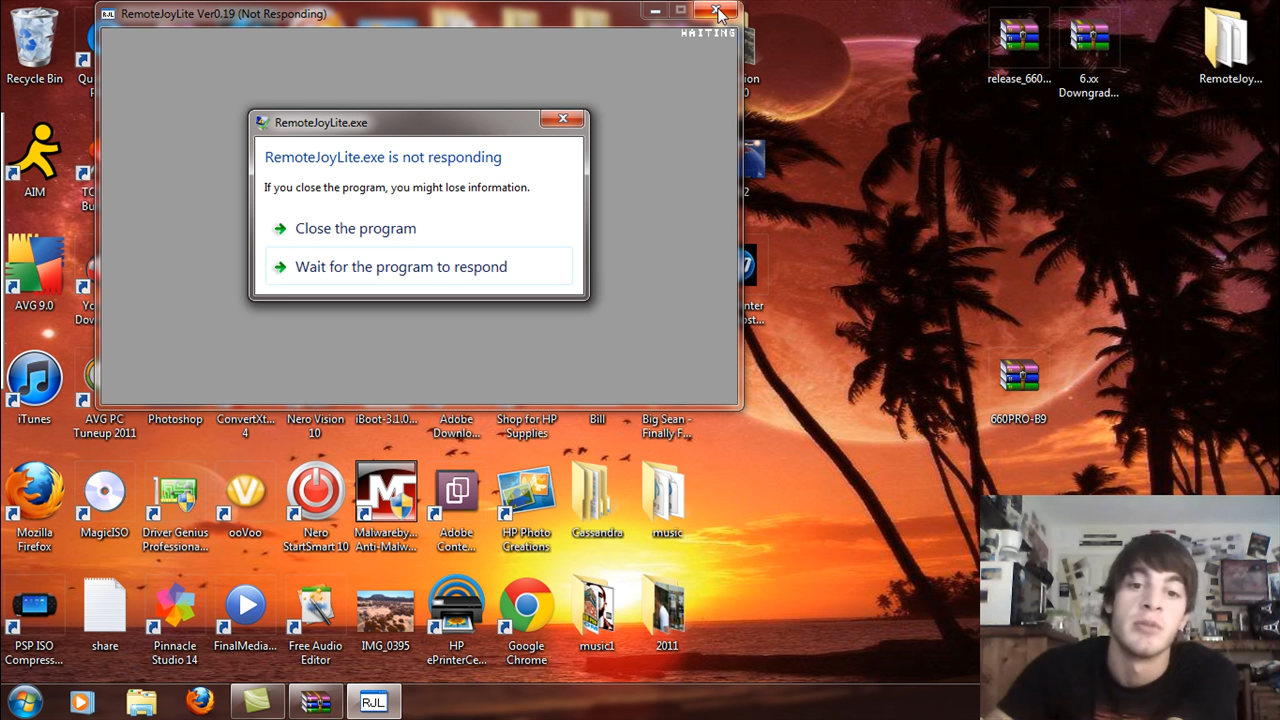 RemoteJoyLite Ver0.19 (Not Responding)
WAITING
RemoteJoyLite.exe
RemoteJoyLite.exe is not responding
If you close the program, you might lose information.
Close the program
Wait for the program to respond
Recycle Bin
AIM
AVG 9.0
iTunes
AVG PC
Tuneup 2011
Photoshop
ConvertXt...
4
Nero Vision
10
iBoot-3.1.0...
Adobe
Downlo...
Shop for HP
Supplies
Bill
Big Sean -
Finally F...
Mozilla
Firefox
MagicISO
Driver Genius
Professiona...
ooVoo
Nero
StartSmart 10
Malwareby...
Anti-Malw...
Adobe
Conte...
HP Photo
Creations
Cassandra
music
PSP ISO
Compress...
share
Pinnacle
Studio 14
FinalMedia...
Free Audio
Editor
IMG_0395
HP
ePrinterCe...
Google
Chrome
music1
2011
release_660...
6.xx
Downgrad...
RemoteJoy...
660PRO-B9
RJL